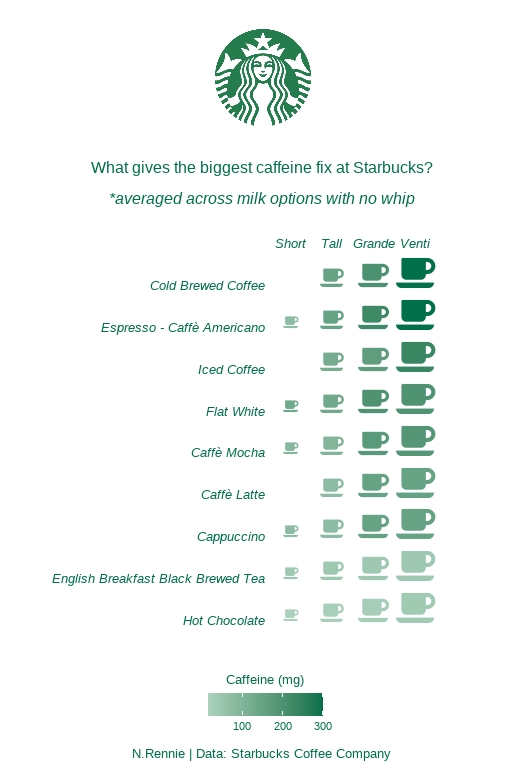 What gives the biggest caffeine fix at Starbucks?
*averaged across milk options with no whip
Short Tall Grande Venti
Cold Brewed Coffee
Espresso - Caffè Americano
Iced Coffee
Flat White
Caffè Mocha
Caffè Latte
Cappuccino
English Breakfast Black Brewed Tea
Hot Chocolate
Caffeine (mg)
100 200 300
N.Rennie | Data: Starbucks Coffee Company